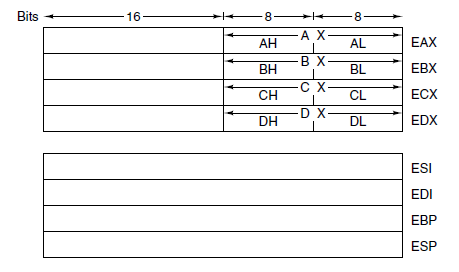 Bits 16 8 8
A X
AH AL EAX
B X
BH BL EBX
C X
CH CL ECX
D X
DH DL EDX
ESI
EDI
EBP
ESP